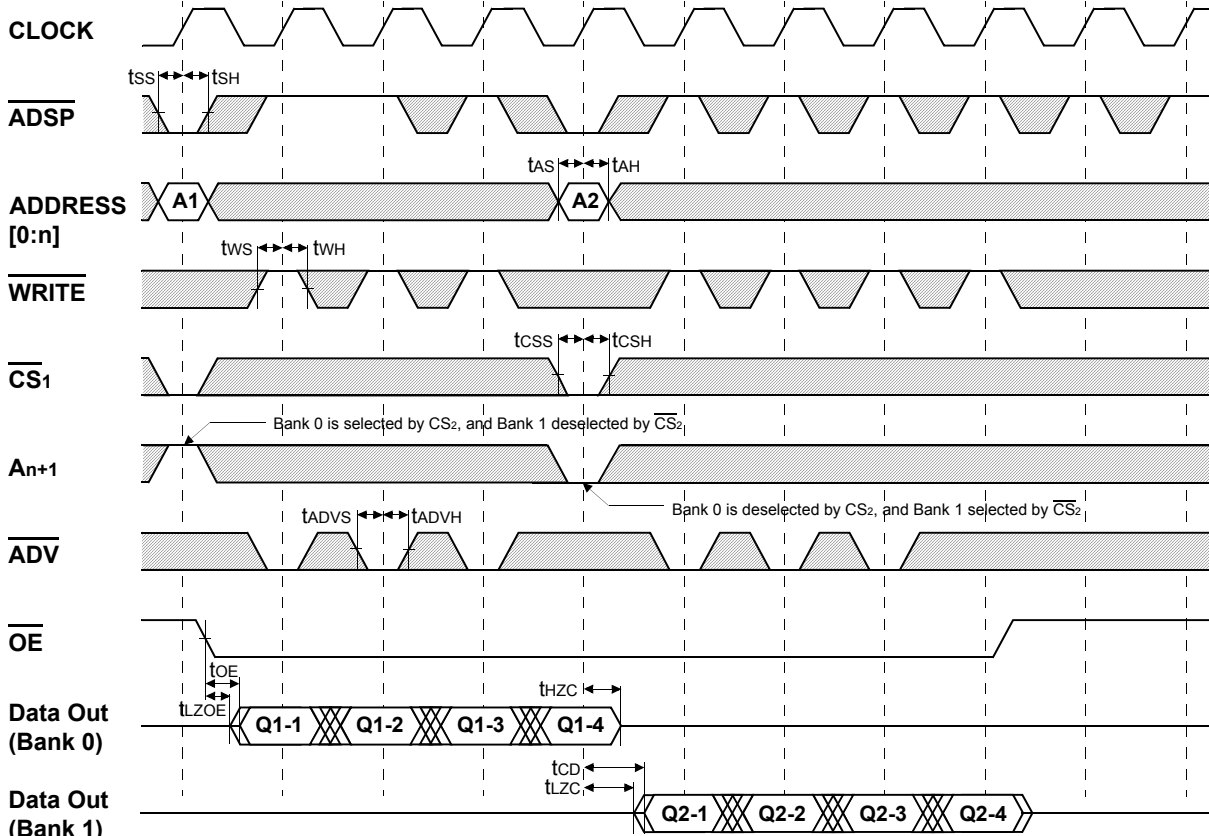 CLOCK
tSS tSH
ADSP
tAS tAH
ADDRESS
[0:n]
A1 A2
tWS tWH
WRITE
tCSS tCSH
CS1
Bank 0 is selected by CS2, and Bank 1 deselected by CS2
An+1
Bank 0 is deselected by CS2, and Bank 1 selected by CS2
tADVS tADVH
ADV
OE
tOE
tHZC
tLZOE
Data Out
(Bank 0)
Q1-1 Q1-2 Q1-3 Q1-4
tCD
tLZC
Data Out
(Bank 1)
Q2-1 Q2-2 Q2-3 Q2-4